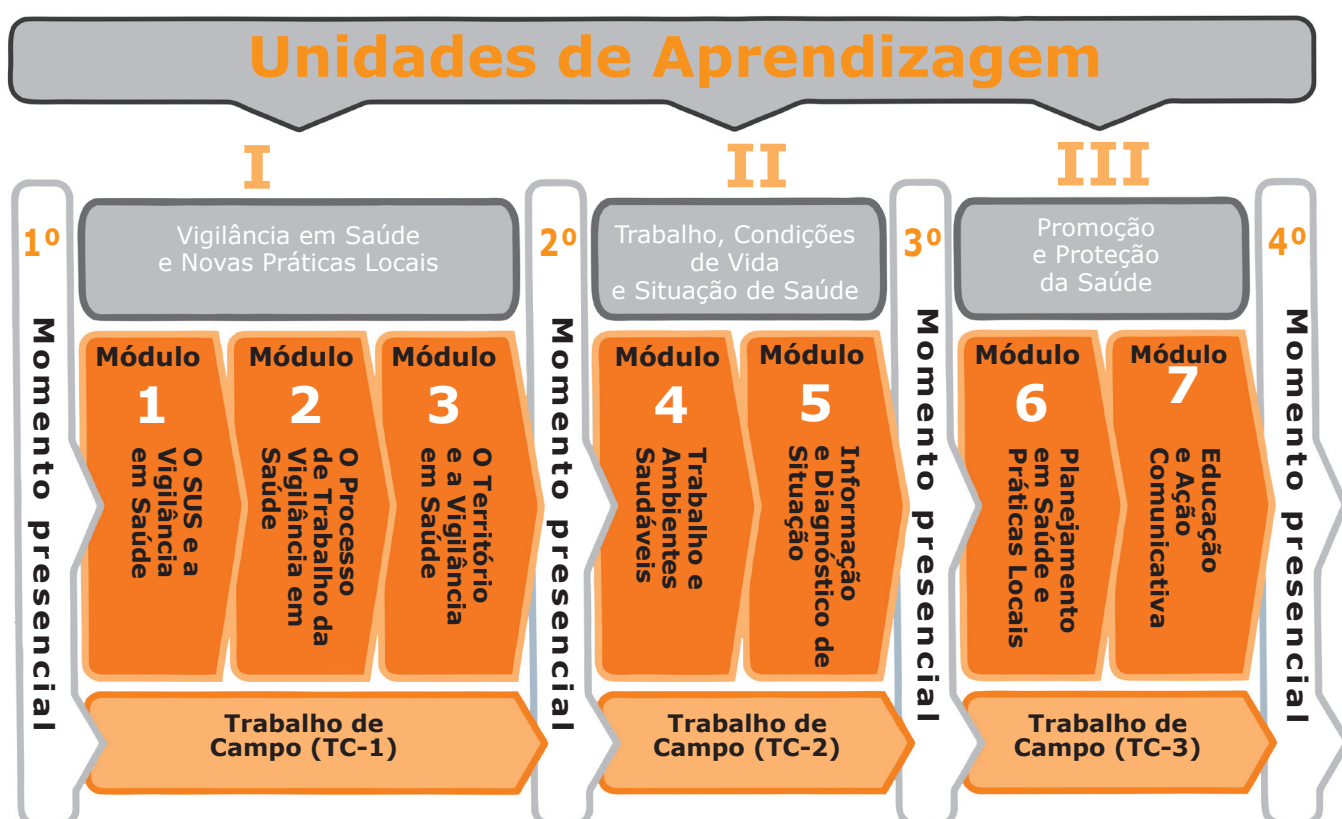 Unidades de Aprendizagem
I
II
III
1º
Momento presencial
Vigilância em Saúde
e Novas Práticas Locais
Módulo
1
O SUS e a
Vigilância
em Saúde
Módulo
2
O Processo
de Trabalho da
Vigilância em
Saúde
Módulo
3
O Território
e a Vigilância
em Saúde
Trabalho de
Campo (TC-1)
2º
Momento presencial
Trabalho, Condições
de Vida
e Situação de Saúde
Módulo
4
Trabalho e
Ambientes
Saudáveis
Módulo
5
Informação
e Diagnóstico de
Situação
Trabalho de
Campo (TC-2)
3º
Momento presencial
Promoção
e Proteção
da Saúde
Módulo
6
Planejamento
em Saúde e
Práticas Locais
Módulo
7
Educação
e Ação
Comunicativa
Trabalho de
Campo (TC-3)
4º
Momento presencial